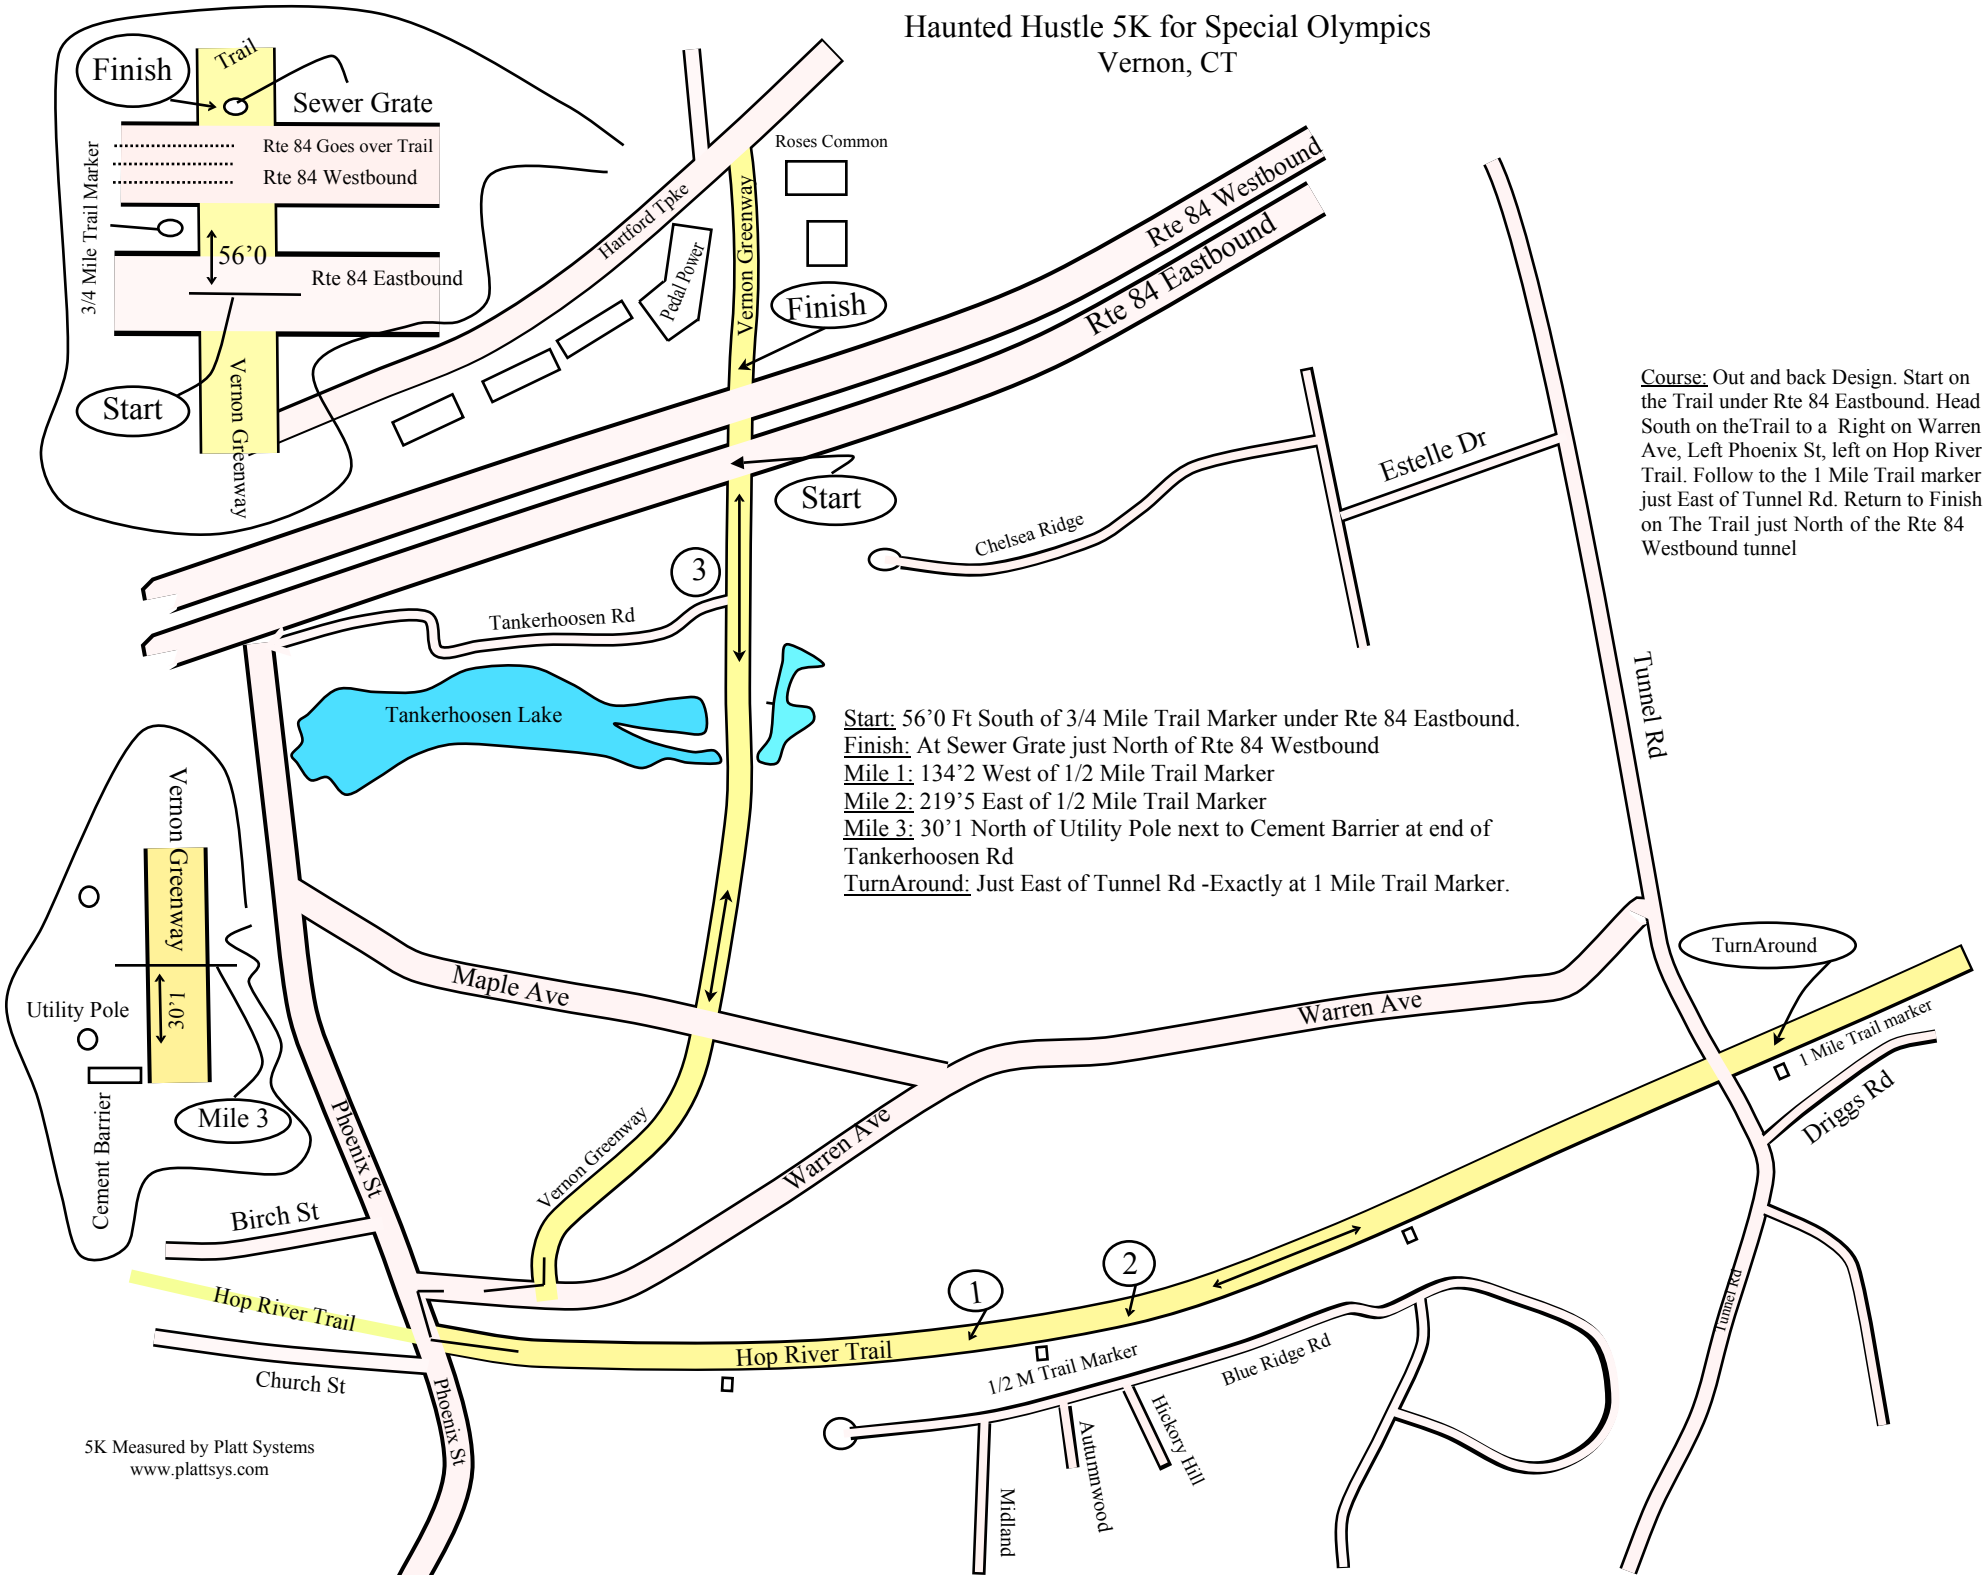 Haunted Hustle 5K for Special Olympics
Vernon, CT
Finish
Trail
Sewer Grate
Rte 84 Goes over Trail
Rte 84 Westbound
3/4 Mile Trail Marker
56’0
Rte 84 Eastbound
Start
Vernon Greenway
Hartford Tpke
Pedal Power
Vernon Greenway
Roses Common
Finish
Rte 84 Westbound
Rte 84 Eastbound
Start
Course: Out and back Design. Start on
the Trail under Rte 84 Eastbound. Head
South on theTrail to a Right on Warren
Ave, Left Phoenix St, left on Hop River
Trail. Follow to the 1 Mile Trail marker
just East of Tunnel Rd. Return to Finish
on The Trail just North of the Rte 84
Westbound tunnel
Estelle Dr
Chelsea Ridge
3
Tankerhoosen Rd
Tankerhoosen Lake
Tunnel Rd
Start: 56’0 Ft South of 3/4 Mile Trail Marker under Rte 84 Eastbound.
Finish: At Sewer Grate just North of Rte 84 Westbound
Mile 1: 134’2 West of 1/2 Mile Trail Marker
Mile 2: 219’5 East of 1/2 Mile Trail Marker
Mile 3: 30’1 North of Utility Pole next to Cement Barrier at end of
Tankerhoosen Rd
TurnAround: Just East of Tunnel Rd -Exactly at 1 Mile Trail Marker.
Vernon Greenway
30’1
Utility Pole
Cement Barrier
Mile 3
Maple Ave
Warren Ave
TurnAround
1 Mile Trail marker
Driggs Rd
Phoenix St
Vernon Greenway
Warren Ave
Birch St
Hop River Trail
Church St
Phoenix St
Hop River Trail
1
2
1/2 M Trail Marker
Blue Ridge Rd
Tunnel Rd
Hickory Hill
Autumnwood
Midland
5K Measured by Platt Systems
www.plattsys.com